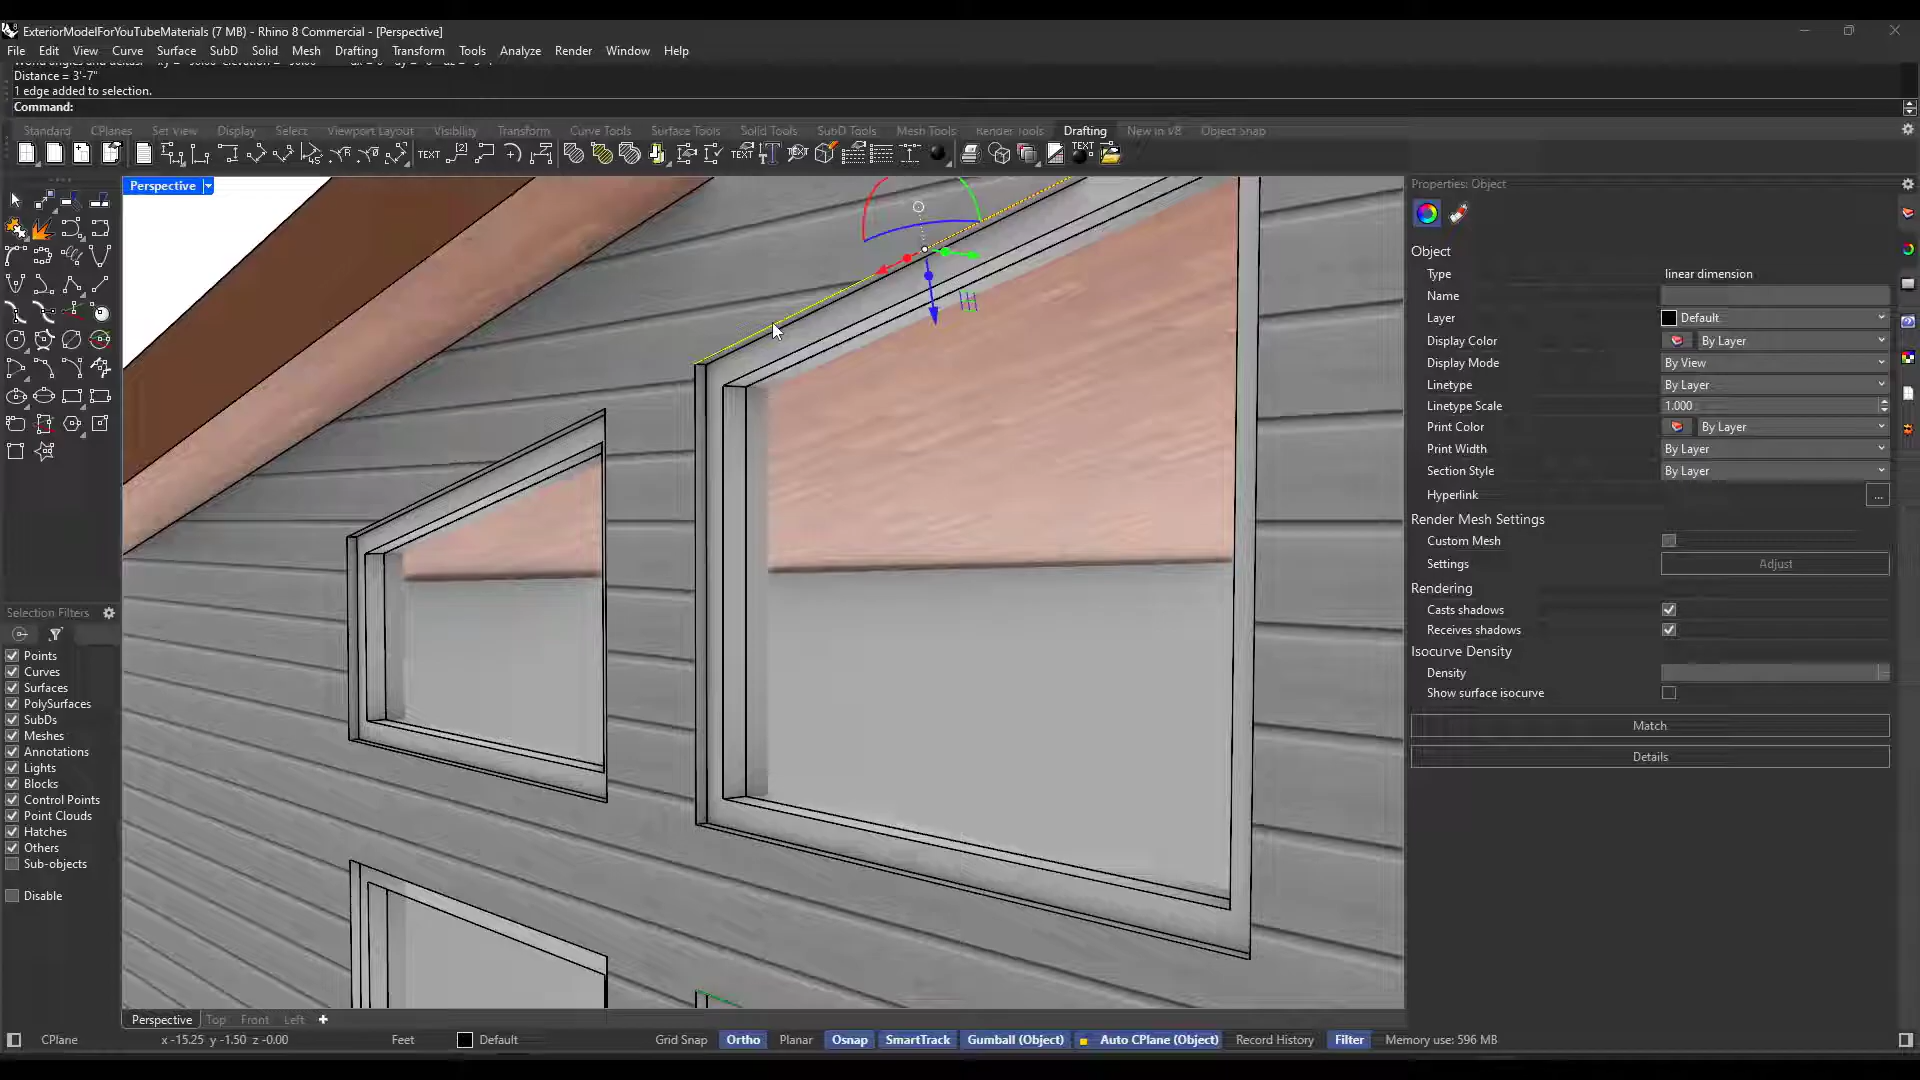 ExteriorModelForYouTubeMaterials (7 MB) - Rhino 8 Commercial - [Perspective]
File Edit View Curve Surface SubD Solid Mesh Drafting Transform Tools Analyze Render Window Help
Distance = 3'-7"
1 edge added to selection.
Command:
Standard CPlanes Set View Display Select Viewport Layout Visibility Transform Curve Tools Surface Tools Solid Tools SubD Tools Mesh Tools Render Tools Drafting New in V8 Object Snap
TEXT TEXT TEXT
Perspective
Properties: Object
Object
Type linear dimension
Name
Layer Default
Display Color By Layer
Display Mode By View
Linetype By Layer
Linetype Scale 1.000
Print Color By Layer
Print Width By Layer
Section Style By Layer
Hyperlink ...
Render Mesh Settings
Custom Mesh
Settings Adjust
Rendering
Casts shadows
Receives shadows
Isocurve Density
Density
Show surface isocurve
Match
Details
Selection Filters
Points
Curves
Surfaces
PolySurfaces
SubDs
Meshes
Annotations
Lights
Blocks
Control Points
Point Clouds
Hatches
Others
Sub-objects
Disable
Perspective Top Front Left
CPlane x -15.25 y -1.50 z -0.00 Feet Default Grid Snap Ortho Planar Osnap SmartTrack Gumball (Object) Auto CPlane (Object) Record History Filter Memory use: 596 MB